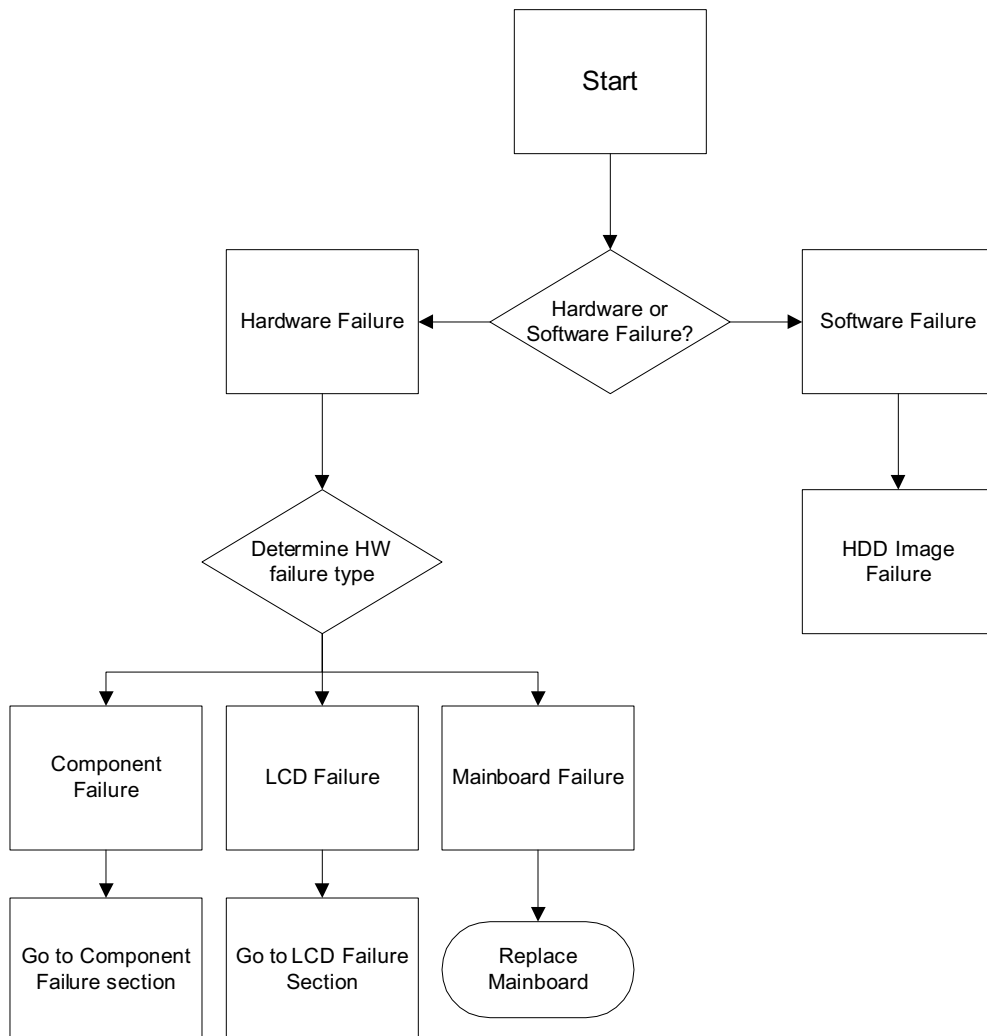 Start
Hardware Failure
Hardware or
Software Failure?
Software Failure
Determine HW
failure type
HDD Image
Failure
Component
Failure
LCD Failure
Mainboard Failure
Go to Component
Failure section
Go to LCD Failure
Section
Replace
Mainboard